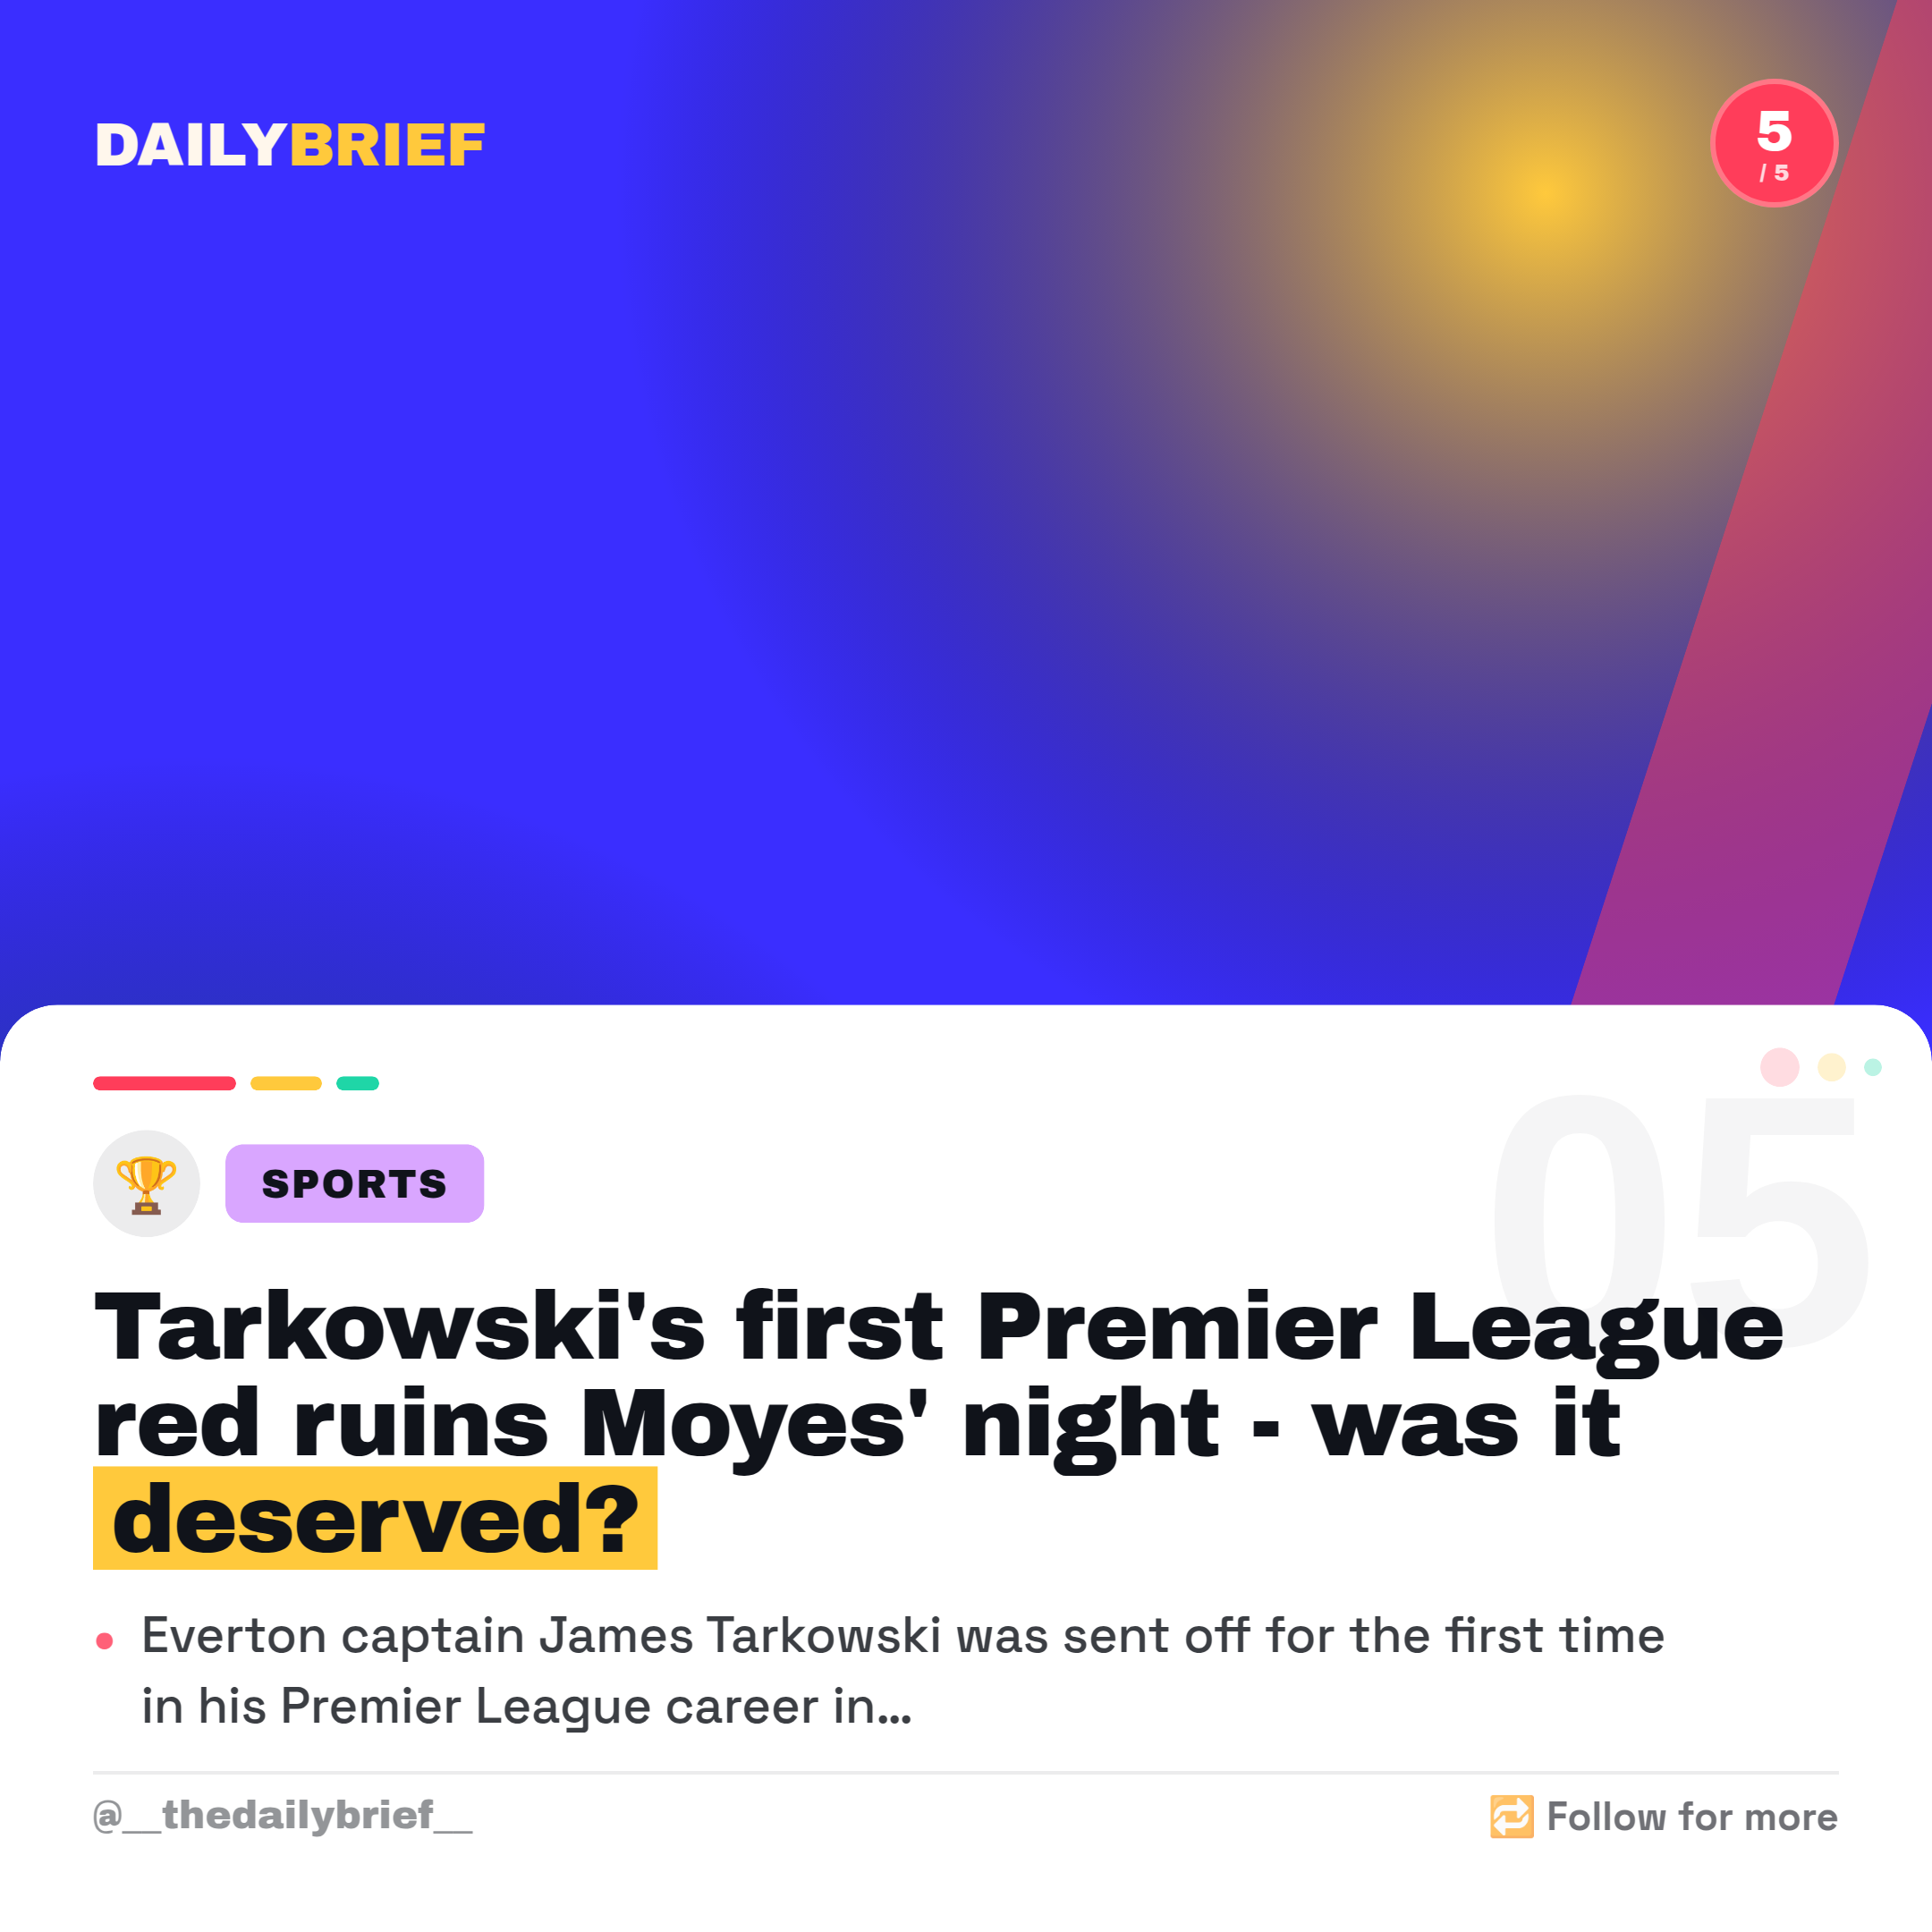 DAILYBRIEF
5
/ 5
05
SPORTS
Tarkowski's first Premier League
red ruins Moyes' night - was it
deserved?
Everton captain James Tarkowski was sent off for the first time
in his Premier League career in...
@__thedailybrief__
Follow for more